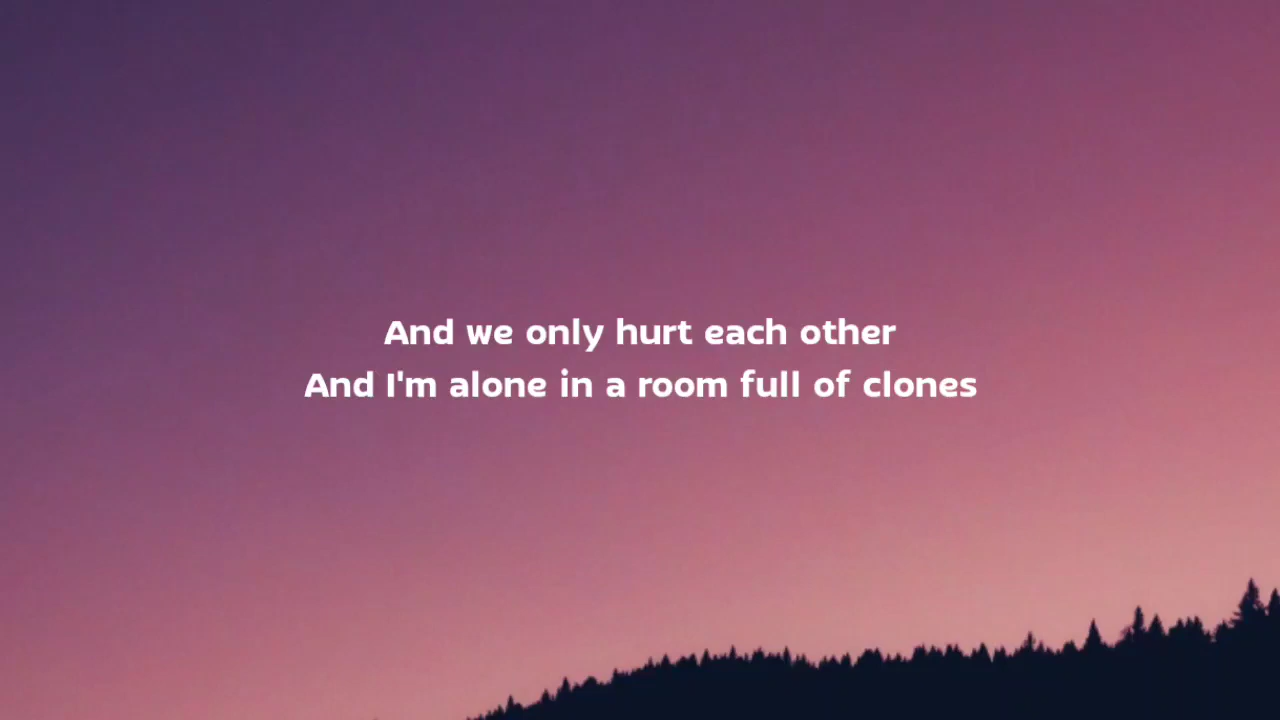 And we only hurt each other
And I'm alone in a room full of clones